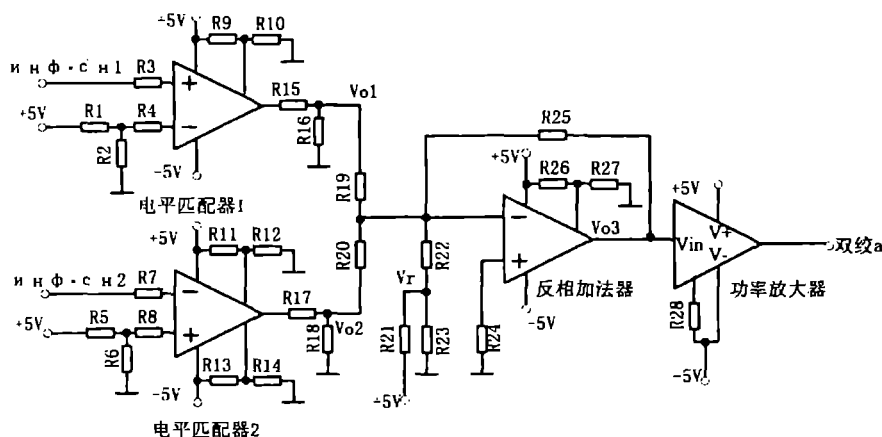 +5V
R9
R10
инф·сн1
R3
+
+5V
R1
R4
−
R2
R15
Vo1
R16
−5V
R19
电平匹配器1
R25
+5V
R26
R27
−
+
Vo3
反相加法器
−5V
R24
+5V
R11
R12
R20
R22
Vr
инф·сн2
R7
−
+5V
R5
R8
+
R6
R17
Vo2
R18
R21
R23
+5V
R13
R14
−5V
电平匹配器2
+5V
Vin
V+
V-
双绞a
功率放大器
R28
−5V